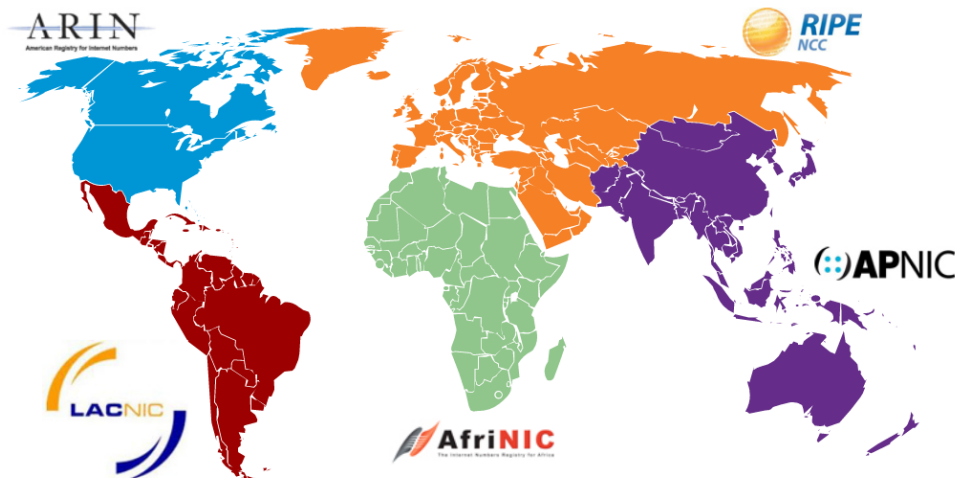 ARIN
American Registry for Internet Numbers
RIPE
NCC
APNIC
LACNIC
AfriNIC
The Internet Numbers Registry for Africa